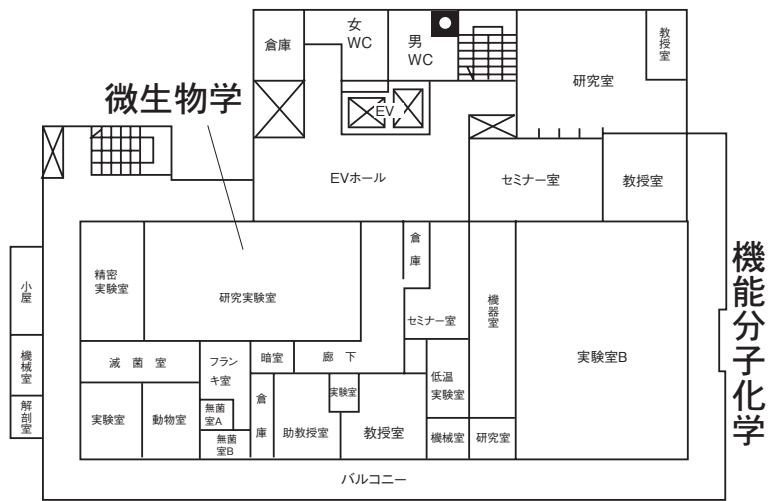 倉庫
女
WC
男
WC
教授室
研究室
微生物学
EV
EVホール
セミナー室
教授室
小屋
機械室
解剖室
精密
実験室
研究実験室
倉庫
セミナー室
機器室
実験室B
機能分子化学
滅菌室
フラン
キ室
暗室
廊下
低温
実験室
実験室
動物室
無菌
室A
無菌
室B
倉庫
助教授室
実験室
教授室
機械室
研究室
バルコニー